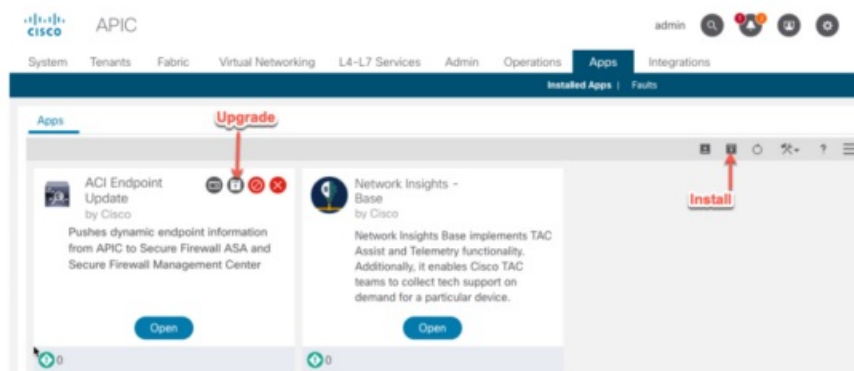 CISCO
APIC
admin
1
2
System Tenants Fabric Virtual Networking L4-L7 Services Admin Operations Apps Integrations
Installed Apps | Faults
Apps
Upgrade
?
Install
ACI Endpoint
Update
by Cisco
Pushes dynamic endpoint information
from APIC to Secure Firewall ASA and
Secure Firewall Management Center
Open
0
Network Insights -
Base
by Cisco
Network Insights Base implements TAC
Assist and Telemetry functionality.
Additionally, it enables Cisco TAC
teams to collect tech support on
demand for a particular device.
Open
0